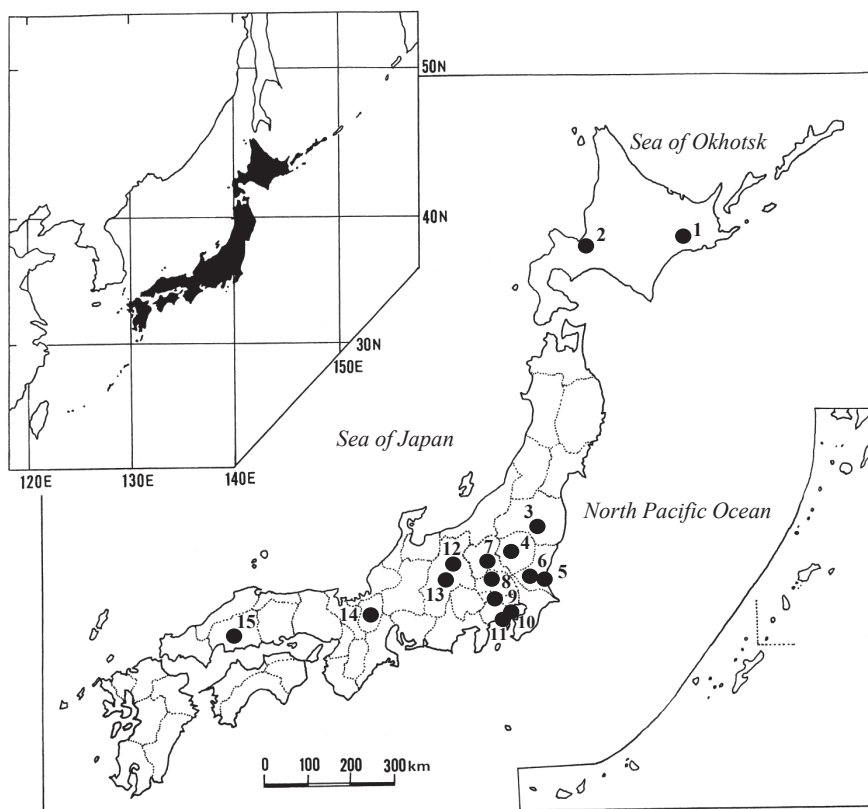 50N
Sea of Okhotsk
40N
2
1
30N
150E
Sea of Japan
120E
130E
140E
North Pacific Ocean
3
4
7
12
6
5
8
13
9
10
14
11
15
0 100 200 300km